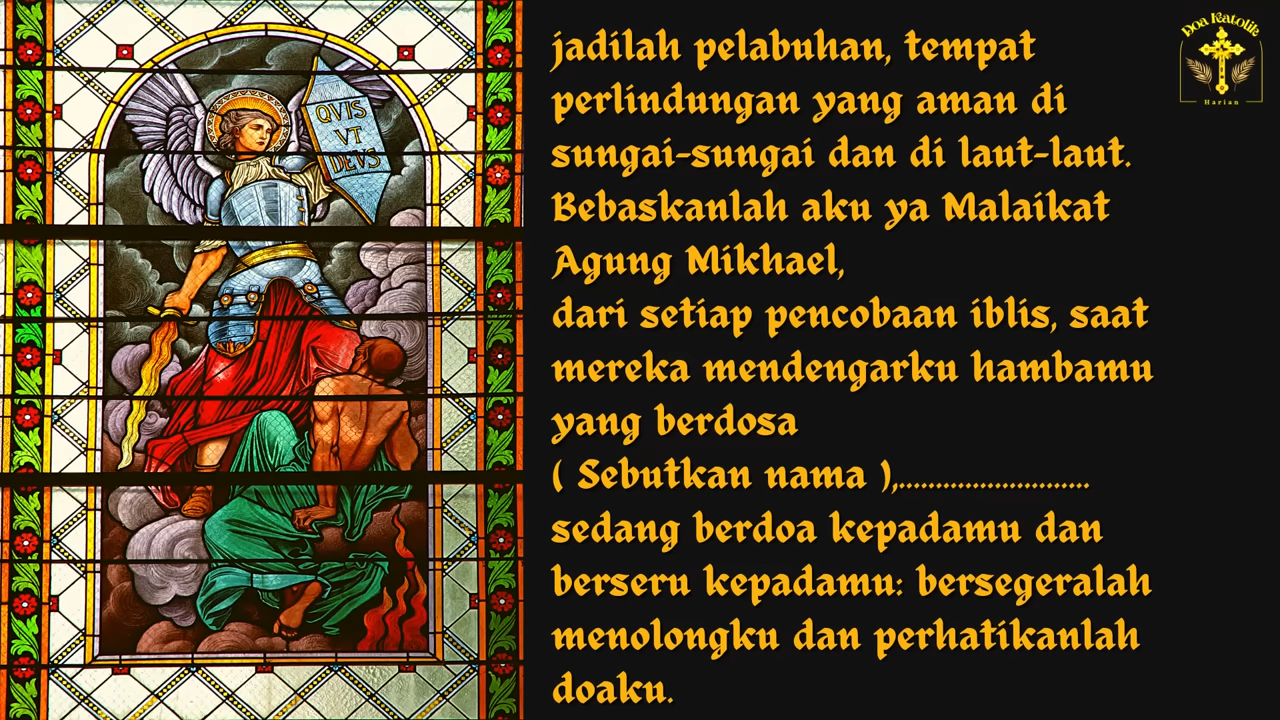 QVIS
VT
DEVS
jadilah pelabuhan, tempat
perlindungan yang aman di
sungai-sungai dan di laut-laut.
Bebaskanlah aku ya Malaikat
Agung Mikhael,
dari setiap pencobaan iblis, saat
mereka mendengarku hambamu
yang berdosa
( Sebutkan nama ),..........................
sedang berdoa kepadamu dan
berseru kepadamu: bersegeralah
menolongku dan perhatikanlah
doaku.
Doa Katolik
Harian